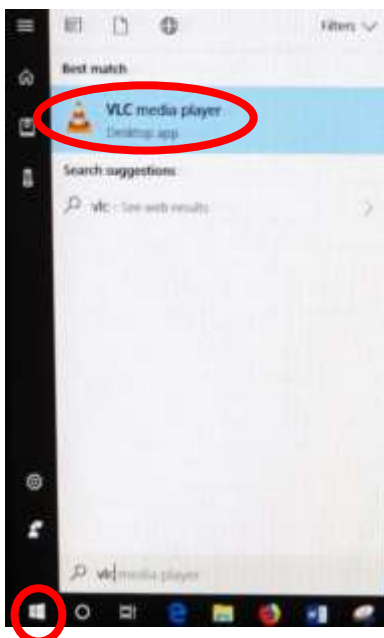 Filters
Best match
VLC media player
Desktop app
Search suggestions
vlc - See web results
vlc media player